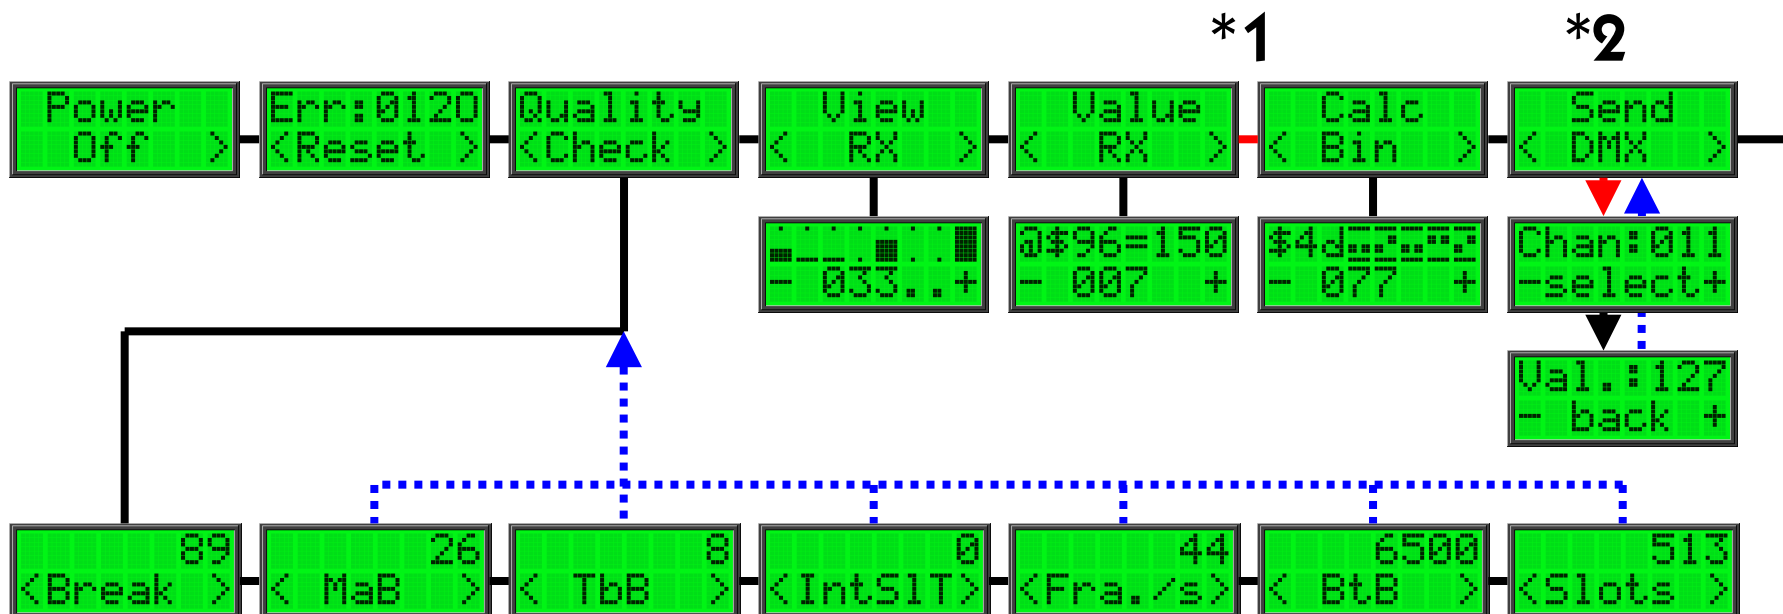 *1
*2
Power
Off >
Err:0120
<Reset >
Quality
<Check >
View
< RX >
Value
< RX >
Calc
< Bin >
Send
< DMX >
- 033..+
@$96=150
- 007 +
$4d
- 077 +
Chan:011
-select+
Val.:127
- back +
89
<Break >
26
< MaB >
8
< TbB >
0
<IntSlT>
44
<Fra./s>
6500
< BtB >
513
<Slots >